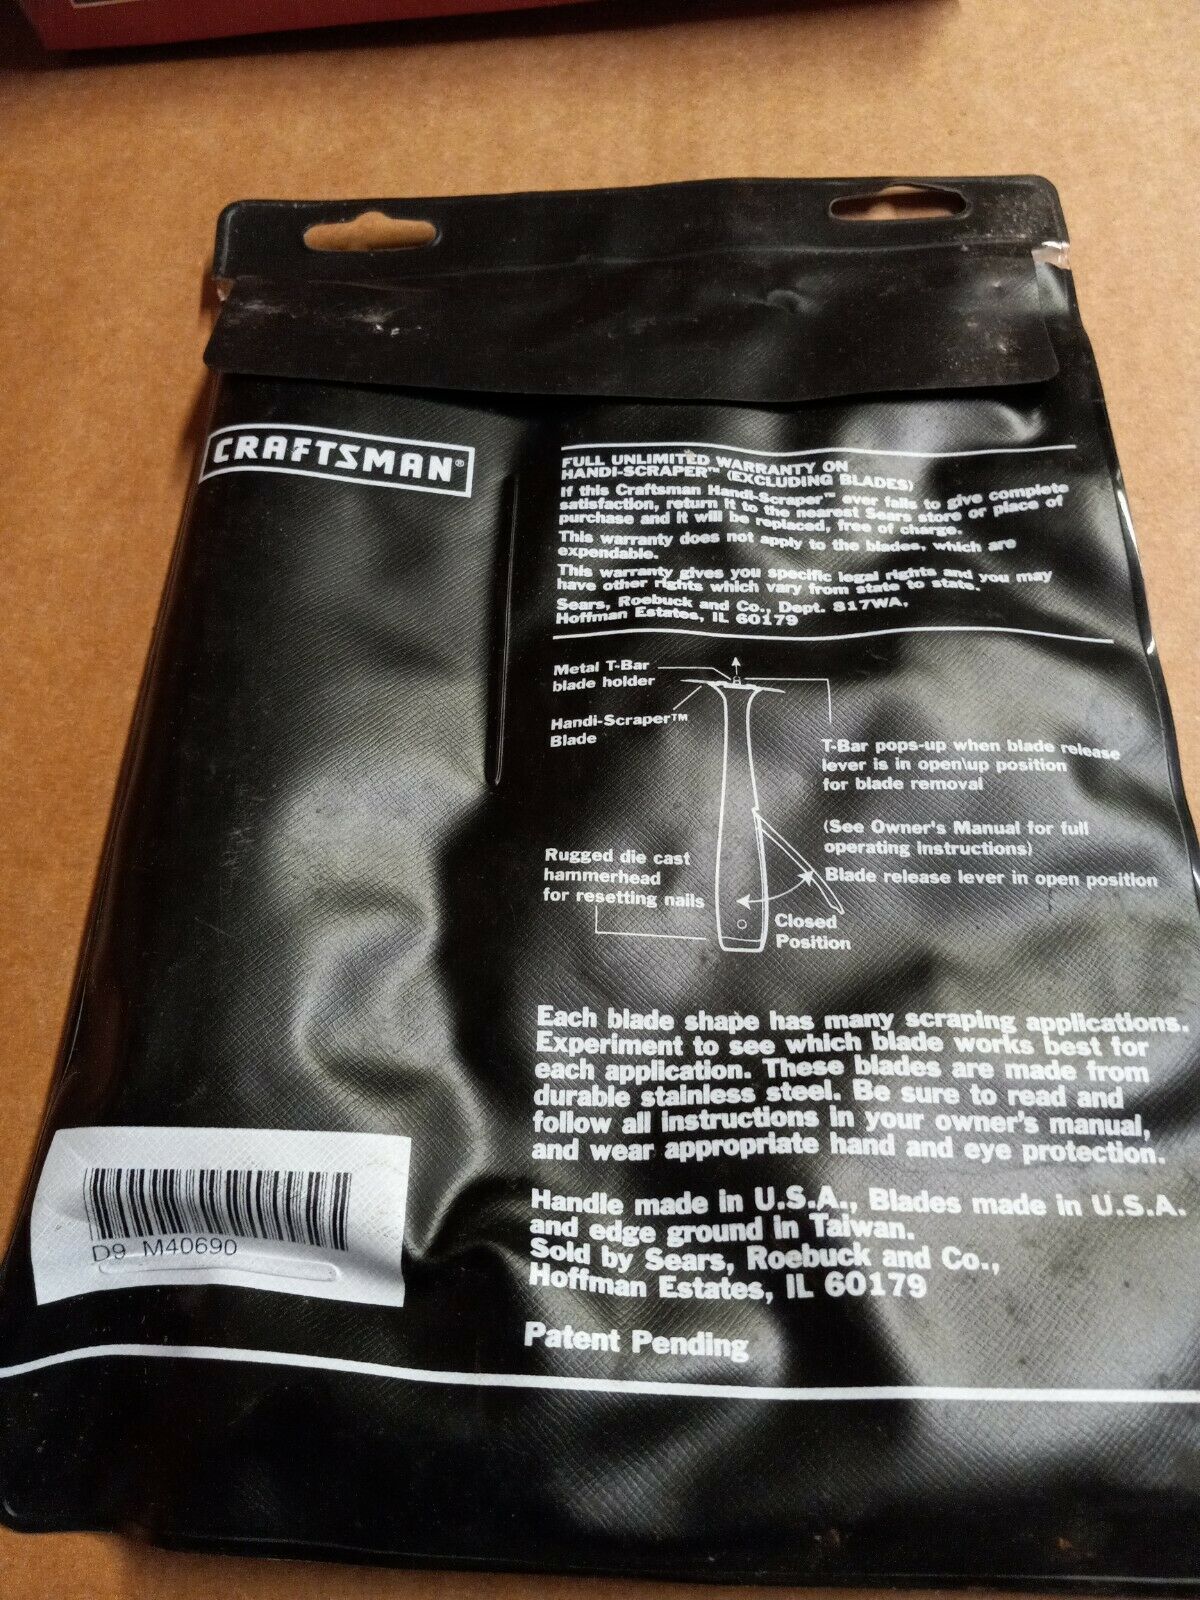 CRAFTSMAN®
FULL UNLIMITED WARRANTY ON
HANDI-SCRAPER™ (EXCLUDING BLADES)
If this Craftsman Handi-Scraper™ ever fails to give complete
satisfaction, return it to the nearest Sears store or place of
purchase and it will be replaced, free of charge.
This warranty does not apply to the blades, which are
expendable.
This warranty gives you specific legal rights and you may
have other rights which vary from state to state.
Sears, Roebuck and Co., Dept. 817WA,
Hoffman Estates, IL 60179
Metal T-Bar
blade holder
Handi-Scraper™
Blade
T-Bar pops-up when blade release
lever is in open\up position
for blade removal
(See Owner's Manual for full
operating instructions)
Blade release lever in open position
Rugged die cast
hammerhead
for resetting nails
Closed
Position
Each blade shape has many scraping applications.
Experiment to see which blade works best for
each application. These blades are made from
durable stainless steel. Be sure to read and
follow all instructions in your owner's manual,
and wear appropriate hand and eye protection.
Handle made in U.S.A., Blades made in U.S.A.
and edge ground in Taiwan.
Sold by Sears, Roebuck and Co.,
Hoffman Estates, IL 60179
Patent Pending
D9 M40690